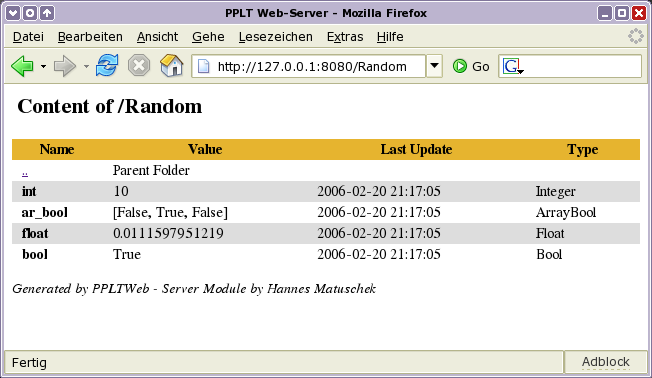 PPLT Web-Server - Mozilla Firefox
Datei Bearbeiten Ansicht Gehe Lesezeichen Extras Hilfe
http://127.0.0.1:8080/Random Go G
Content of /Random
Name Value Last Update Type
.. Parent Folder
int 10 2006-02-20 21:17:05 Integer
ar_bool [False, True, False] 2006-02-20 21:17:05 ArrayBool
float 0.0111597951219 2006-02-20 21:17:05 Float
bool True 2006-02-20 21:17:05 Bool
Generated by PPLTWeb - Server Module by Hannes Matuschek
Fertig Adblock